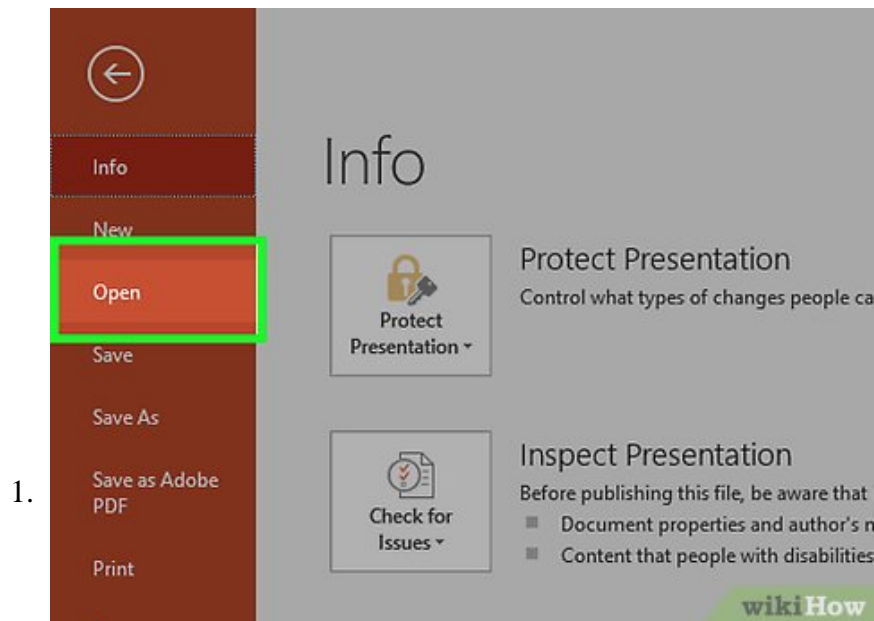 Info
New
Open
Save
Save As
Save as Adobe
PDF
Print
Info
Protect
Presentation
Protect Presentation
Control what types of changes people ca
Check for
Issues
Inspect Presentation
Before publishing this file, be aware that
Document properties and author's n
Content that people with disabilities
1.
wikiHow